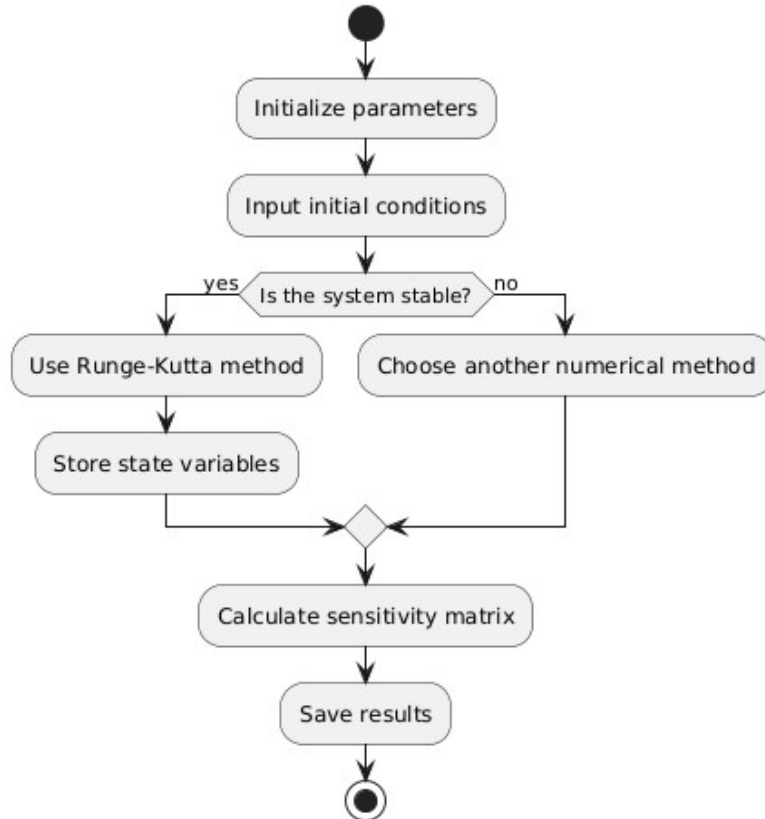 Initialize parameters
Input initial conditions
yes
Is the system stable?
no
Use Runge-Kutta method
Choose another numerical method
Store state variables
Calculate sensitivity matrix
Save results